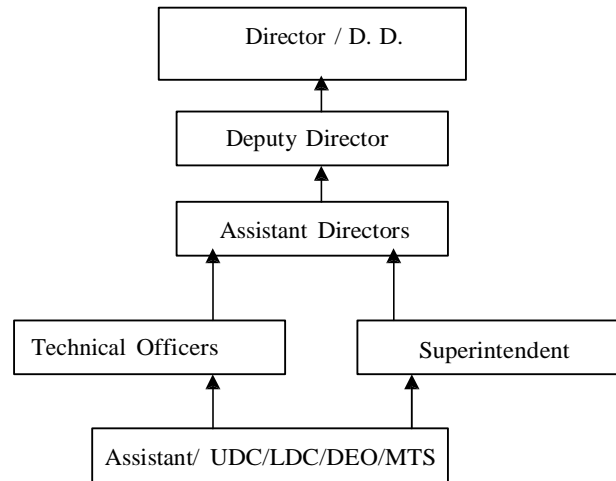 Director / D. D.
Deputy Director
Assistant Directors
Technical Officers
Superintendent
Assistant/ UDC/LDC/DEO/MTS